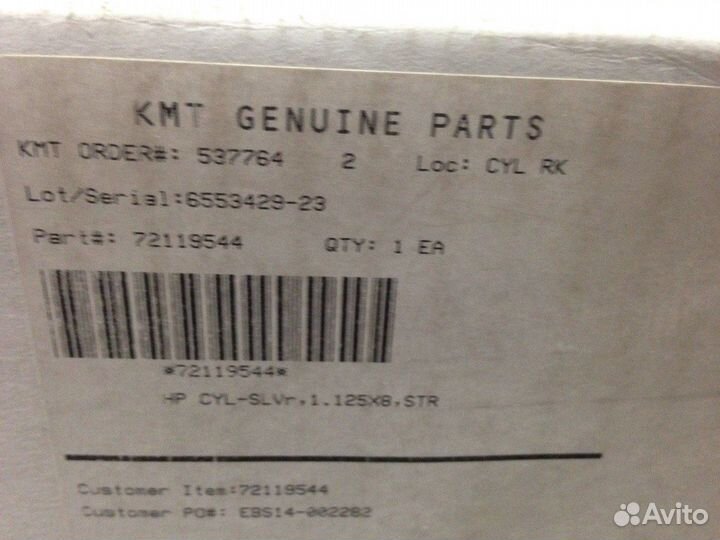 KMT GENUINE PARTS
KMT ORDER#: 537764 2 Loc: CYL RK
Lot/Serial:6553429-23
Part#: 72119544 QTY: 1 EA
*72119544*
HP CYL-SLVr,1.125X8,STR
Customer Item:72119544
Customer PO#: EBS14-002282
Avito